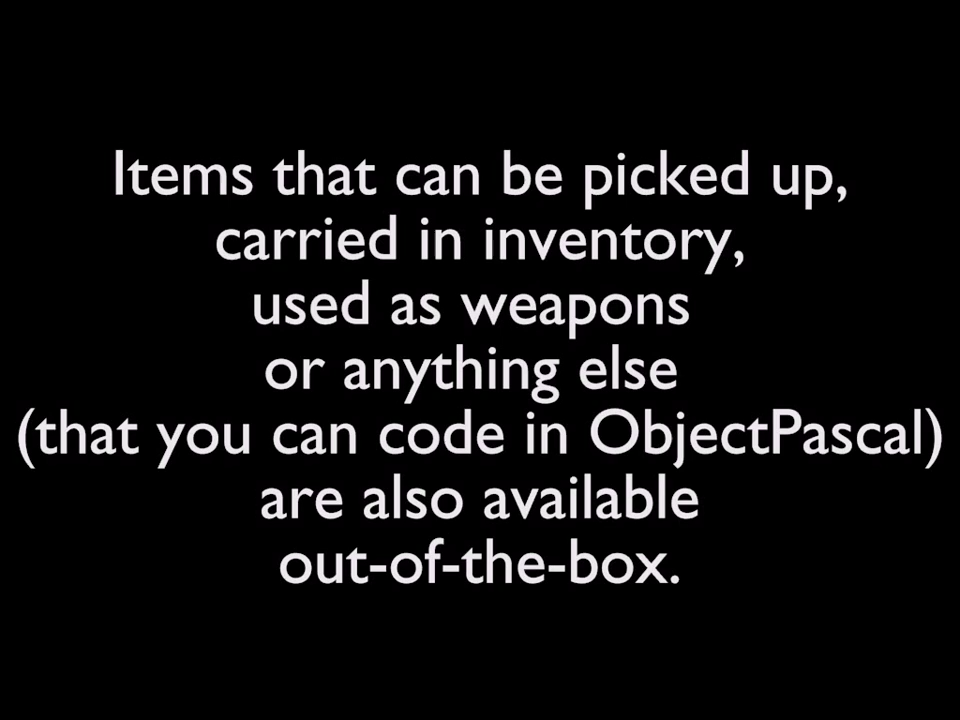 Items that can be picked up,
carried in inventory,
used as weapons
or anything else
(that you can code in ObjectPascal)
are also available
out-of-the-box.